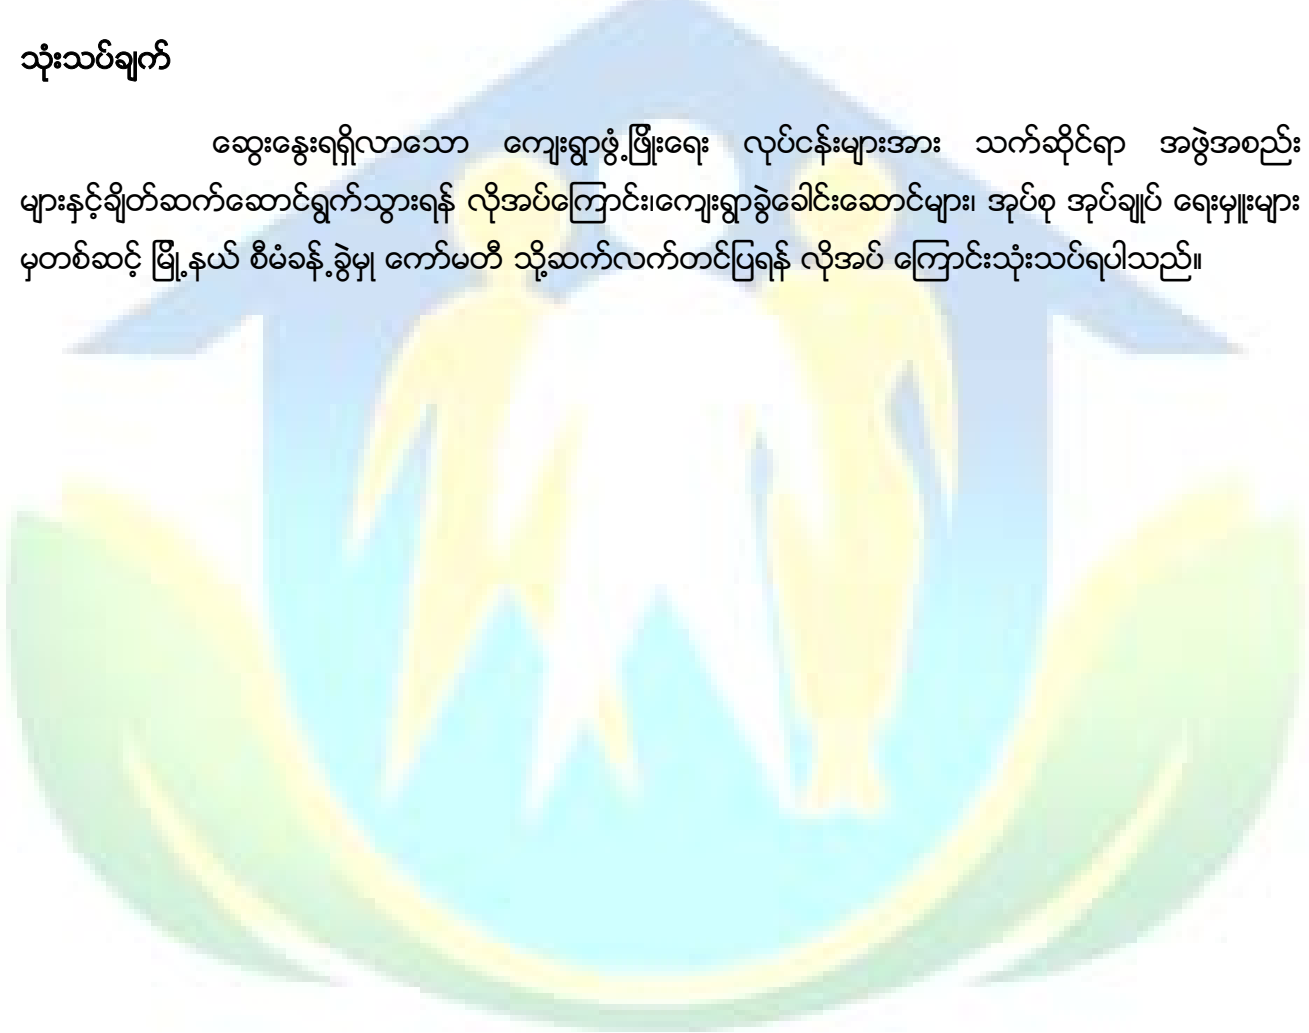 သုံးသပ်ချက်
ဆွေးနွေးရရှိလာသော ကျေးရွာဖွံ့ဖြိုးရေး လုပ်ငန်းများအား သက်ဆိုင်ရာ အဖွဲအစည်း
များနှင့်ချိတ်ဆက်ဆောင်ရွက်သွားရန် လိုအပ်ကြောင်း၊ကျေးရွာခွဲခေါင်းဆောင်များ၊ အုပ်စု အုပ်ချုပ် ရေးမှူးများ
မှတစ်ဆင့် မြို့နယ် စီမံခန့်ခွဲမှု ကော်မတီ သို့ဆက်လက်တင်ပြရန် လိုအပ် ကြောင်းသုံးသပ်ရပါသည်။